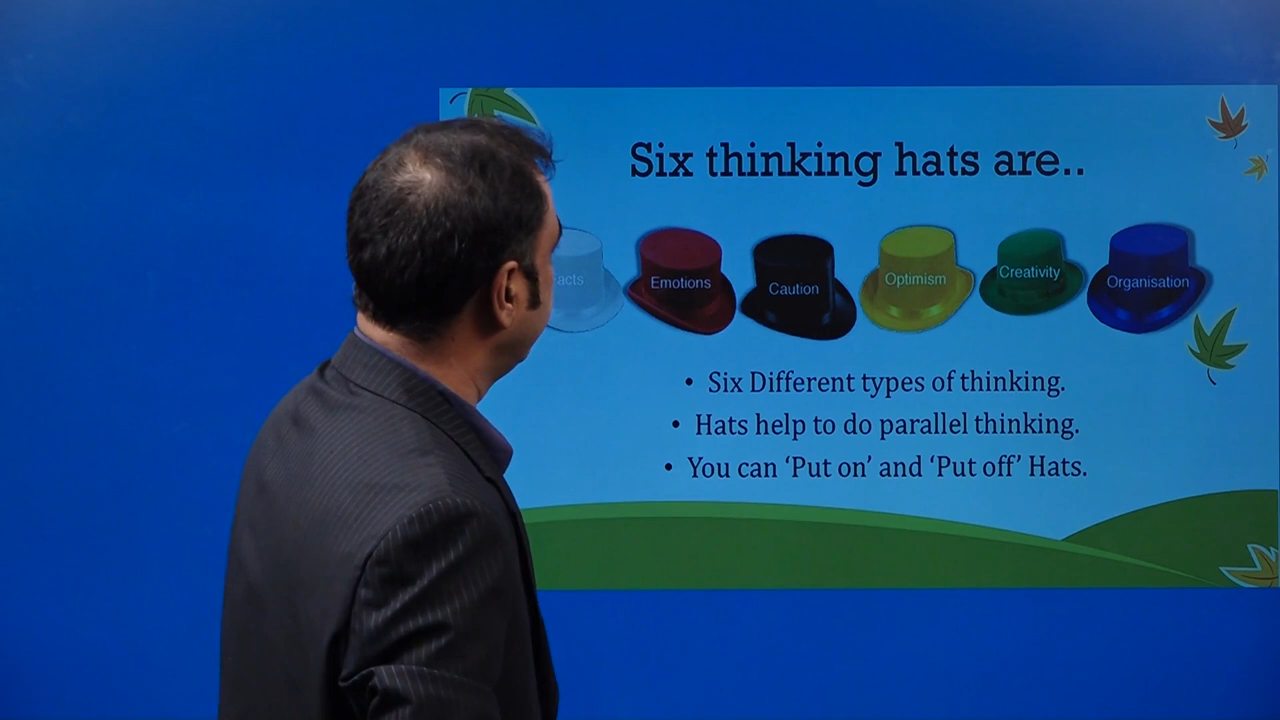 Six thinking hats are..
acts Emotions Caution Optimism Creativity Organisation
• Six Different types of thinking.
• Hats help to do parallel thinking.
• You can ‘Put on’ and ‘Put off’ Hats.